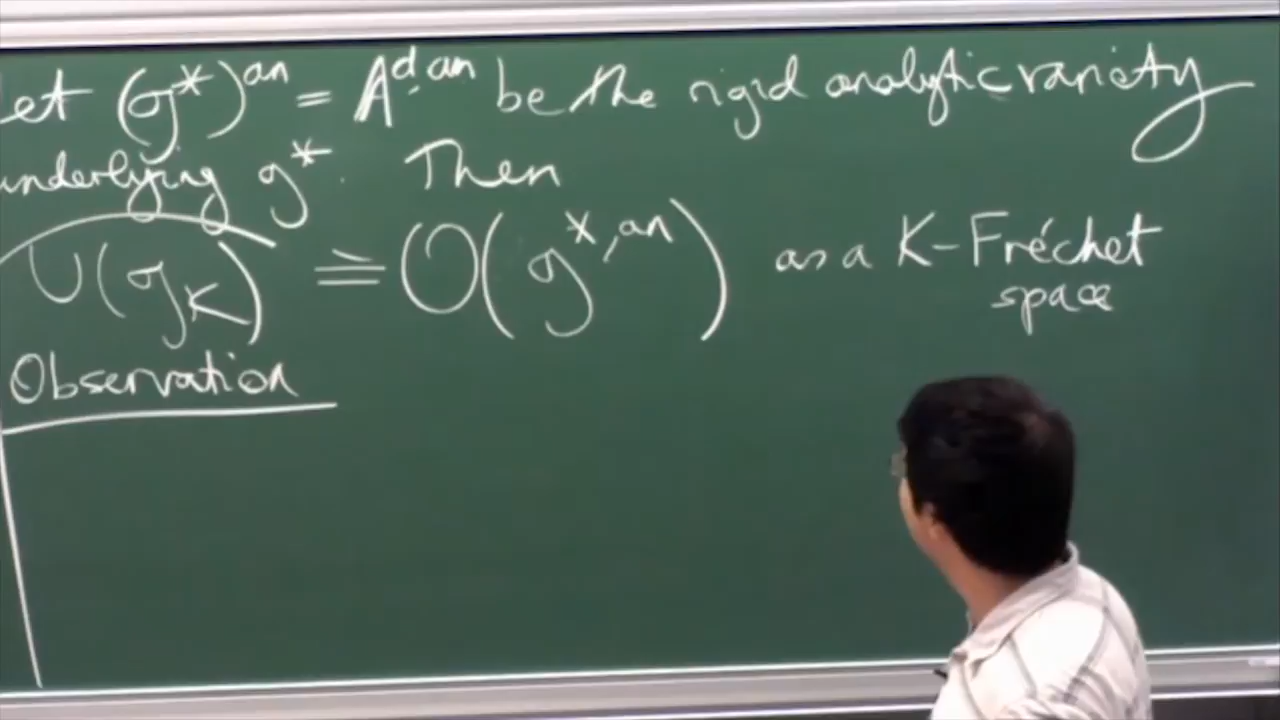 et (g*)^an = A^d,an be the rigid analytic variety
underlying g*. Then
U(g_K)⏜ ≅ O(g^*,an) as a K-Fréchet
space
Observation